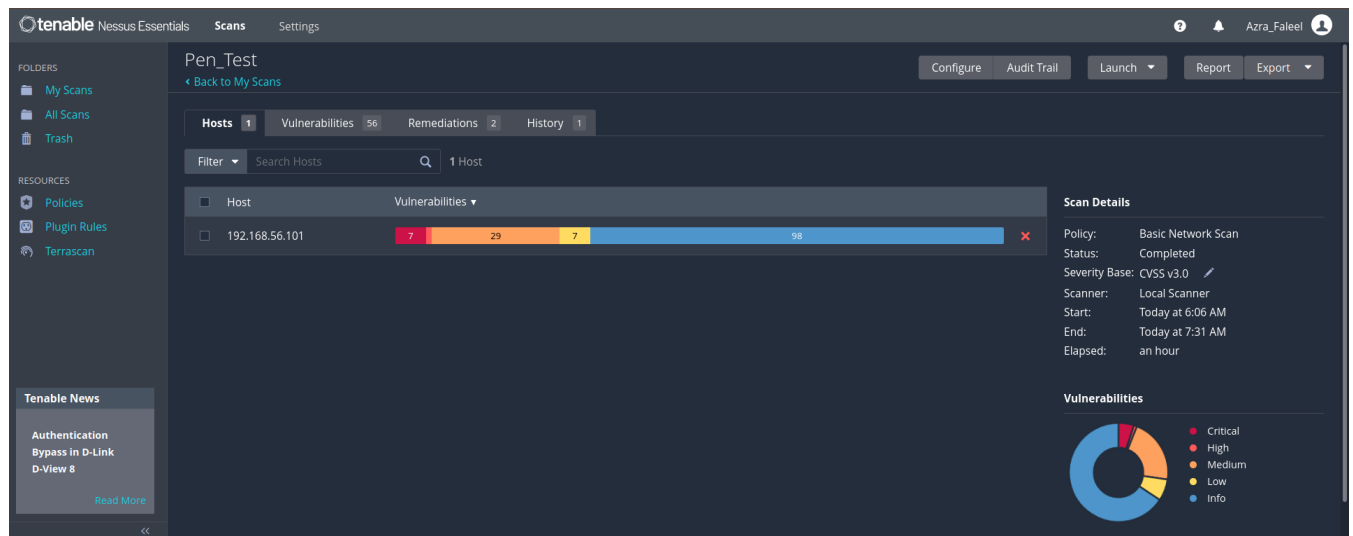 tenable Nessus Essentials Scans Settings Azra_Faleel
FOLDERS
My Scans
All Scans
Trash
RESOURCES
Policies
Plugin Rules
Terrascan
Tenable News
Authentication
Bypass in D-Link
D-View 8
Read More
Pen_Test
Back to My Scans
Configure Audit Trail Launch Report Export
Hosts 1 Vulnerabilities 56 Remediations 2 History 1
Filter Search Hosts 1 Host
Host Vulnerabilities
192.168.56.101 7 29 7 98
Scan Details
Policy: Basic Network Scan
Status: Completed
Severity Base: CVSS v3.0
Scanner: Local Scanner
Start: Today at 6:06 AM
End: Today at 7:31 AM
Elapsed: an hour
Vulnerabilities
Critical
High
Medium
Low
Info